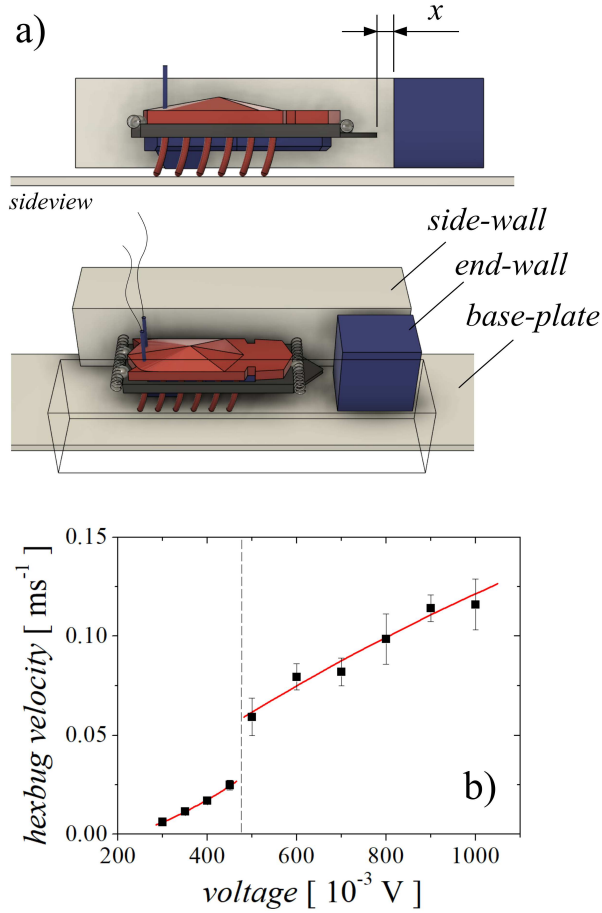 a)
x
sideview
side-wall
end-wall
base-plate
0.15
0.10
0.05
0.00
hexbug velocity [ ms⁻¹ ]
b)
200 400 600 800 1000
voltage [ 10⁻³ V ]